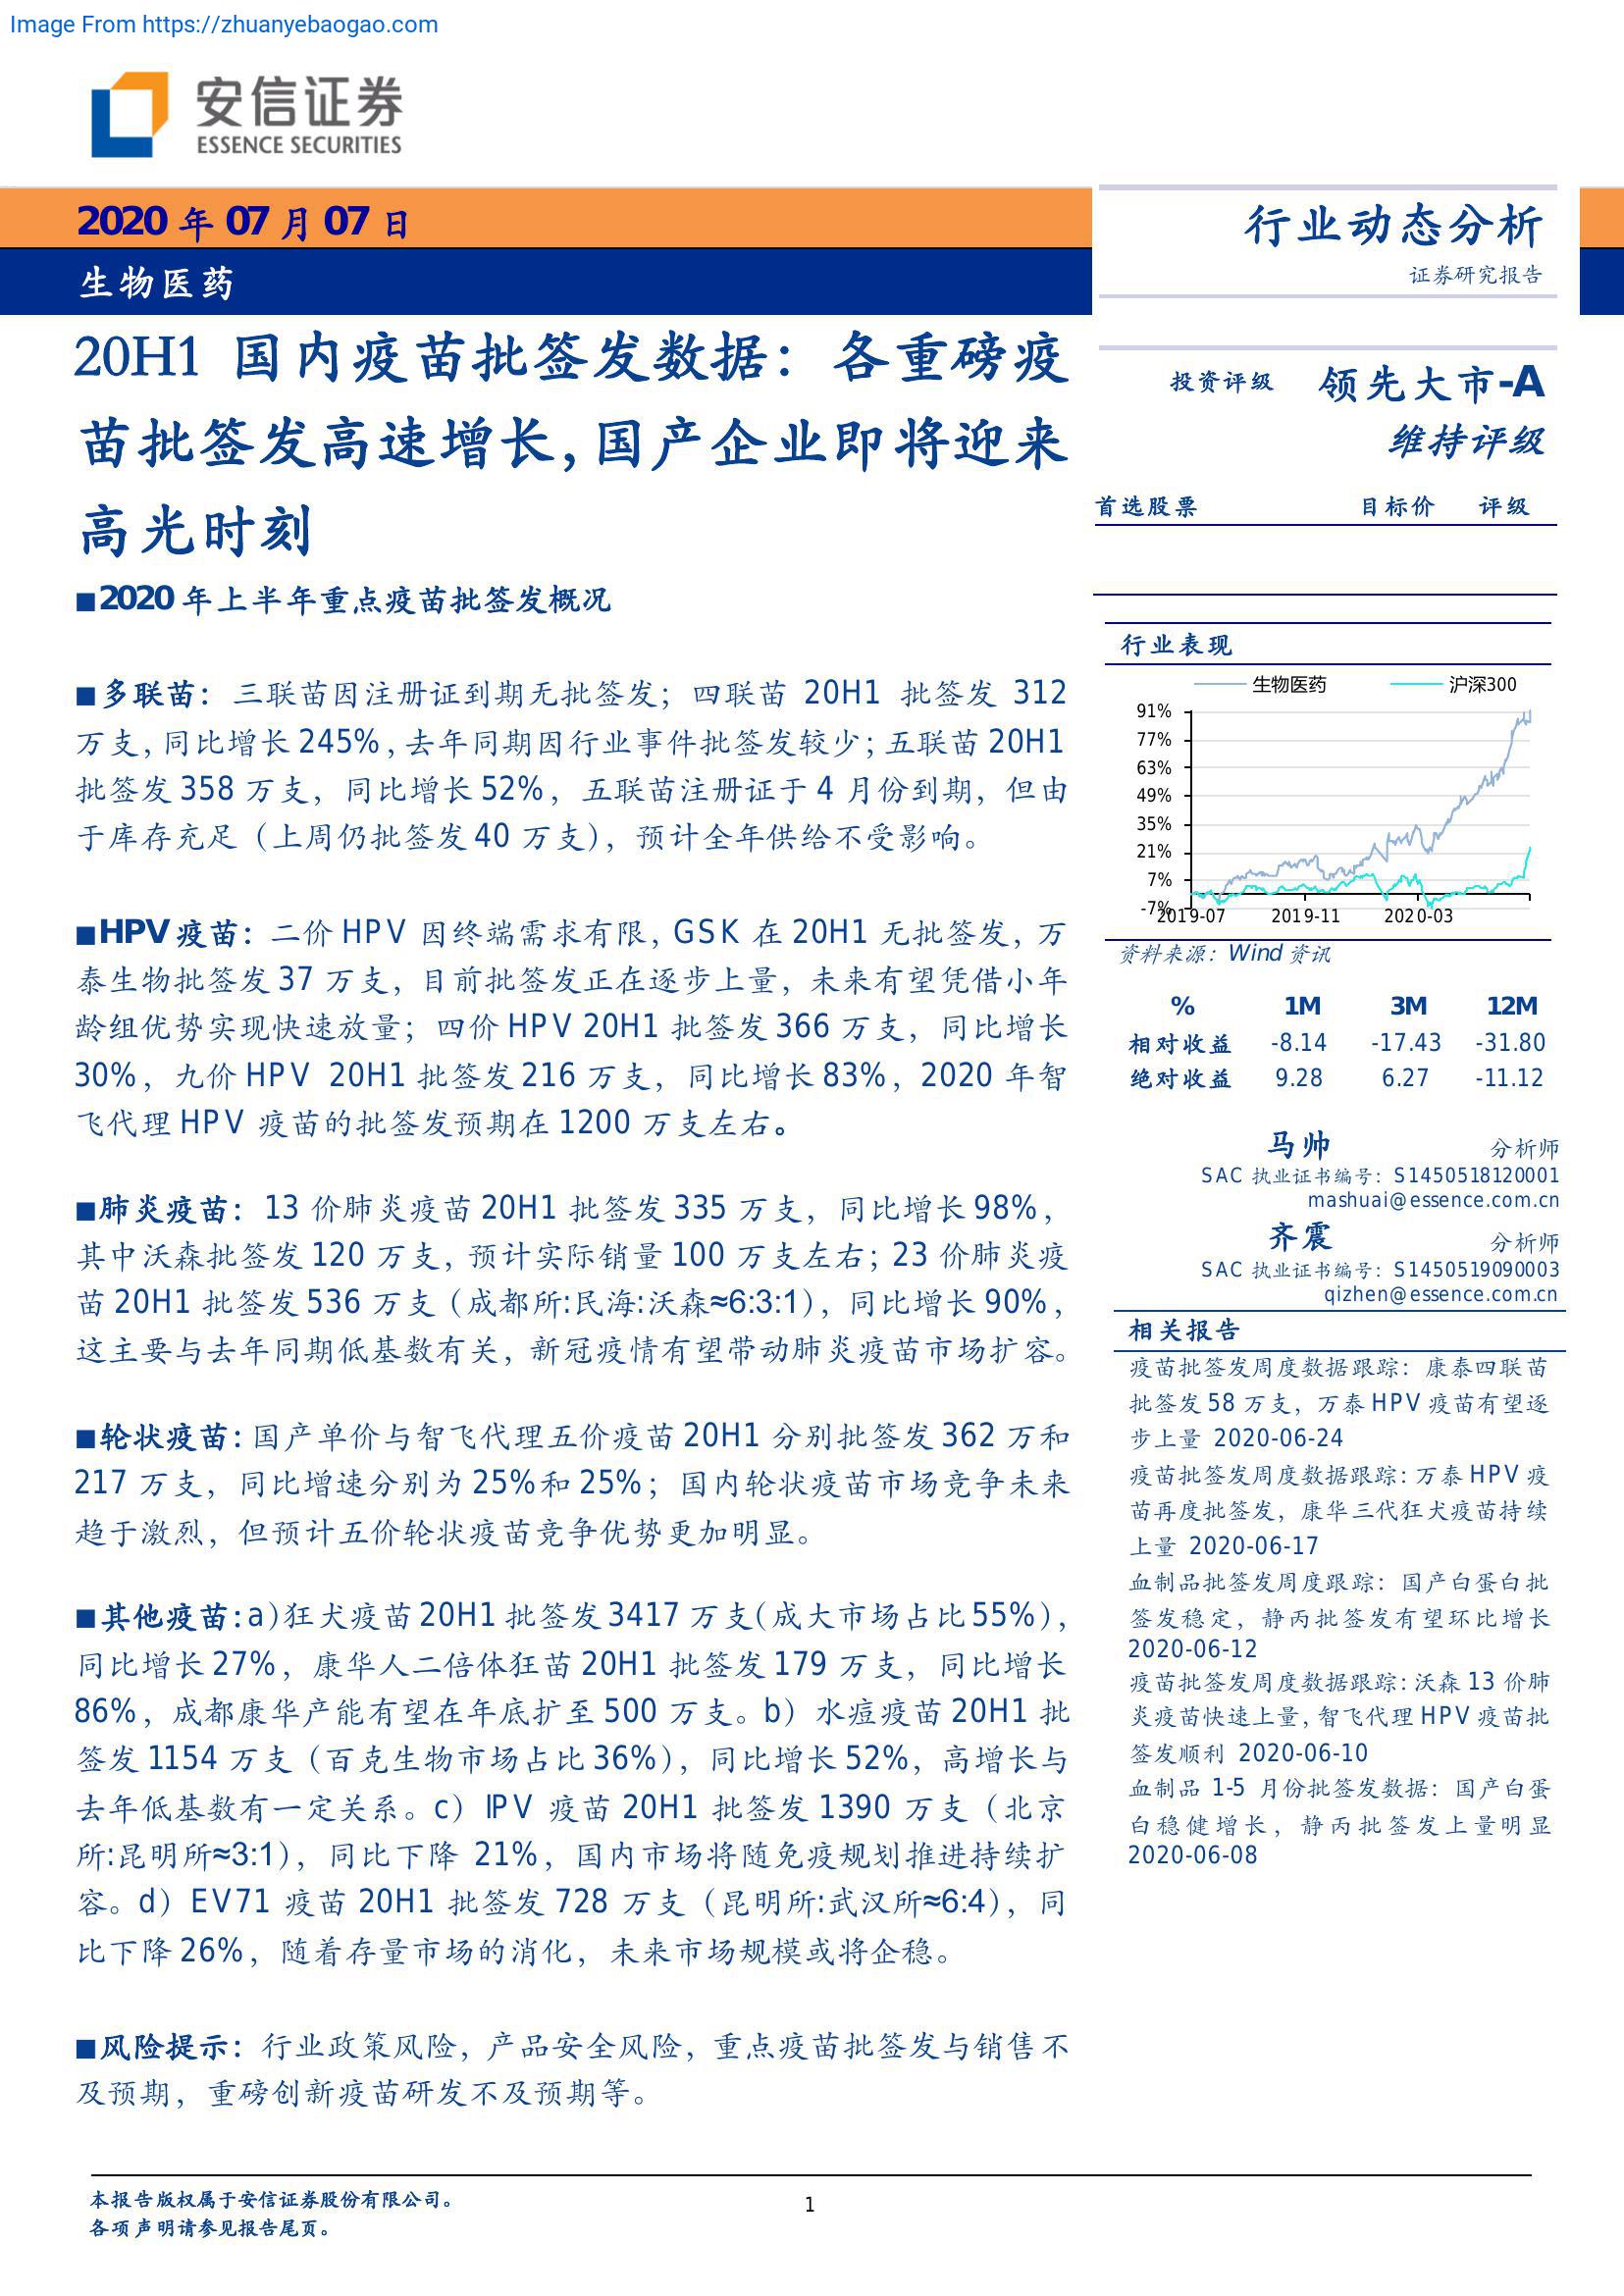 Image From https://zhuanyebaogao.com
安信证券
ESSENCE SECURITIES
2020 年 07 月 07 日
生物医药
行业动态分析
证券研究报告
20H1 国内疫苗批签发数据：各重磅疫
苗批签发高速增长,国产企业即将迎来
高光时刻
■2020 年上半年重点疫苗批签发概况
■多联苗：三联苗因注册证到期无批签发；四联苗 20H1 批签发 312
万支,同比增长 245%,去年同期因行业事件批签发较少;五联苗 20H1
批签发 358 万支，同比增长 52%，五联苗注册证于 4 月份到期，但由
于库存充足（上周仍批签发 40 万支），预计全年供给不受影响。
■HPV 疫苗：二价 HPV 因终端需求有限,GSK 在 20H1 无批签发，万
泰生物批签发 37 万支，目前批签发正在逐步上量，未来有望凭借小年
龄组优势实现快速放量；四价 HPV 20H1 批签发 366 万支，同比增长
30%，九价 HPV 20H1 批签发 216 万支，同比增长 83%，2020 年智
飞代理 HPV 疫苗的批签发预期在 1200 万支左右。
■肺炎疫苗：13 价肺炎疫苗 20H1 批签发 335 万支，同比增长 98%，
其中沃森批签发 120 万支,预计实际销量 100 万支左右；23 价肺炎疫
苗 20H1 批签发 536 万支（成都所:民海:沃森≈6:3:1），同比增长 90%，
这主要与去年同期低基数有关，新冠疫情有望带动肺炎疫苗市场扩容。
■轮状疫苗:国产单价与智飞代理五价疫苗 20H1 分别批签发 362 万和
217 万支，同比增速分别为 25%和 25%；国内轮状疫苗市场竞争未来
趋于激烈，但预计五价轮状疫苗竞争优势更加明显。
■其他疫苗:a)狂犬疫苗 20H1 批签发 3417 万支(成大市场占比 55%)，
同比增长 27%，康华人二倍体狂苗 20H1 批签发 179 万支，同比增长
86%，成都康华产能有望在年底扩至 500 万支。b）水痘疫苗 20H1 批
签发 1154 万支（百克生物市场占比 36%），同比增长 52%，高增长与
去年低基数有一定关系。c）IPV 疫苗 20H1 批签发 1390 万支（北京
所:昆明所≈3:1），同比下降 21%，国内市场将随免疫规划推进持续扩
容。d）EV71 疫苗 20H1 批签发 728 万支（昆明所:武汉所≈6:4），同
比下降 26%，随着存量市场的消化，未来市场规模或将企稳。
■风险提示：行业政策风险，产品安全风险，重点疫苗批签发与销售不
及预期，重磅创新疫苗研发不及预期等。
投资评级 领先大市-A
维持评级
首选股票 目标价 评级
行业表现
生物医药 沪深300
91%
77%
63%
49%
35%
21%
7%
-7%
2019-07 2019-11 2020-03
资料来源：Wind 资讯
% 1M 3M 12M
相对收益 -8.14 -17.43 -31.80
绝对收益 9.28 6.27 -11.12
马帅 分析师
SAC 执业证书编号：S1450518120001
mashuai@essence.com.cn
齐震 分析师
SAC 执业证书编号：S1450519090003
qizhen@essence.com.cn
相关报告
疫苗批签发周度数据跟踪：康泰四联苗
批签发 58 万支，万泰 HPV 疫苗有望逐
步上量 2020-06-24
疫苗批签发周度数据跟踪:万泰 HPV 疫
苗再度批签发，康华三代狂犬疫苗持续
上量 2020-06-17
血制品批签发周度跟踪：国产白蛋白批
签发稳定，静丙批签发有望环比增长
2020-06-12
疫苗批签发周度数据跟踪:沃森 13 价肺
炎疫苗快速上量,智飞代理 HPV 疫苗批
签发顺利 2020-06-10
血制品 1-5 月份批签发数据：国产白蛋
白稳健增长，静丙批签发上量明显
2020-06-08
本报告版权属于安信证券股份有限公司。
各项声明请参见报告尾页。
1